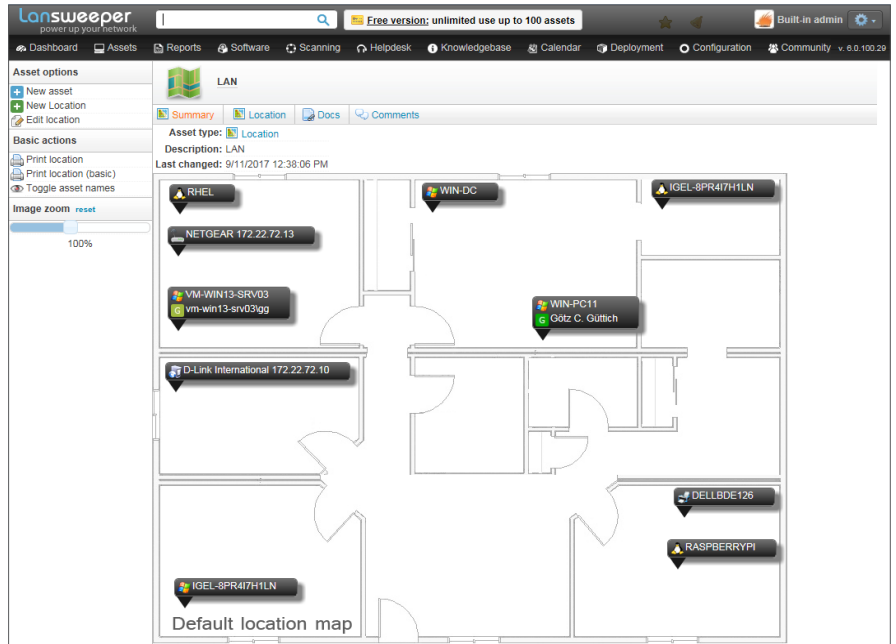 Lansweeper
power up your network
Free version: unlimited use up to 100 assets
Built-in admin
Dashboard Assets Reports Software Scanning Helpdesk Knowledgebase Calendar Deployment Configuration Community v. 6.0.100.29
Asset options
New asset
New Location
Edit location
Basic actions
Print location
Print location (basic)
Toggle asset names
Image zoom reset
100%
LAN
Summary Location Docs Comments
Asset type: Location
Description: LAN
Last changed: 9/11/2017 12:38:06 PM
RHEL
WIN-DC
IGEL-8PR4I7H1LN
NETGEAR 172.22.72.13
VM-WIN13-SRV03
G vm-win13-srv03\gg
WIN-PC11
G Götz C. Güttich
D-Link International 172.22.72.10
DELLBDE126
RASPBERRYPI
IGEL-8PR4I7H1LN
Default location map